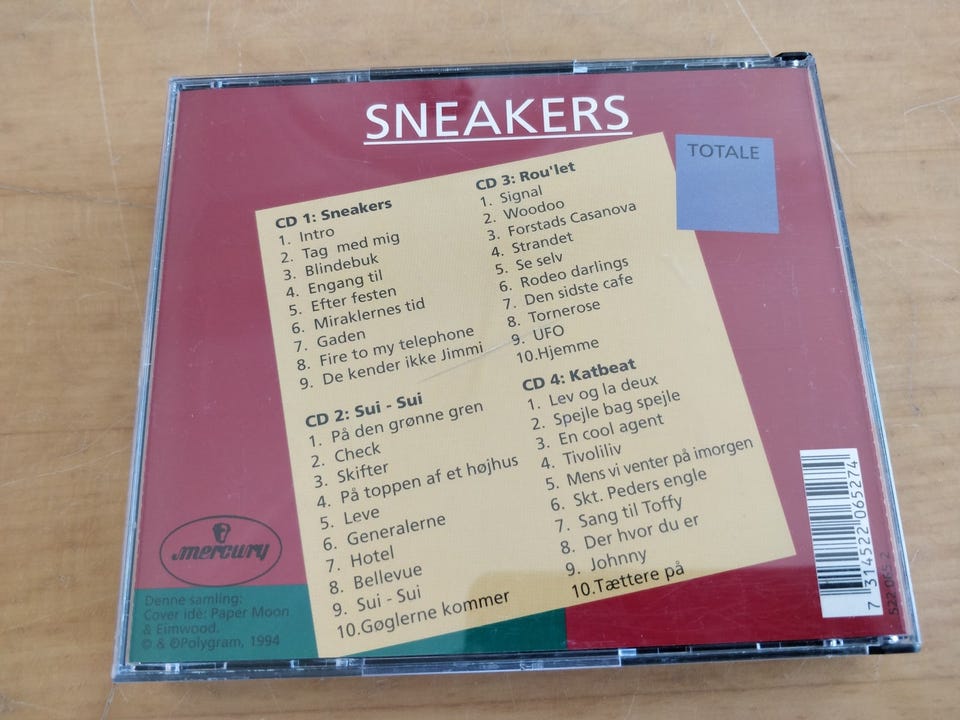 SNEAKERS
TOTALE
CD 1: Sneakers
1. Intro
2. Tag med mig
3. Blindebuk
4. Engang til
5. Efter festen
6. Miraklernes tid
7. Gaden
8. Fire to my telephone
9. De kender ikke Jimmi
CD 2: Sui - Sui
1. På den grønne gren
2. Check
3. Skifter
4. På toppen af et højhus
5. Leve
6. Generalerne
7. Hotel
8. Bellevue
9. Sui - Sui
10.Gøglerne kommer
CD 3: Rou'let
1. Signal
2. Woodoo
3. Forstads Casanova
4. Strandet
5. Se selv
6. Rodeo darlings
7. Den sidste cafe
8. Tornerose
9. UFO
10.Hjemme
CD 4: Katbeat
1. Lev og la deux
2. Spejle bag spejle
3. En cool agent
4. Tivoliliv
5. Mens vi venter på imorgen
6. Skt. Peders engle
7. Sang til Toffy
8. Der hvor du er
9. Johnny
10.Tættere på
mercury
Denne samling:
Cover idè: Paper Moon
& Elmwood.
© & ℗Polygram, 1994
7 314522 065274
522 065-2